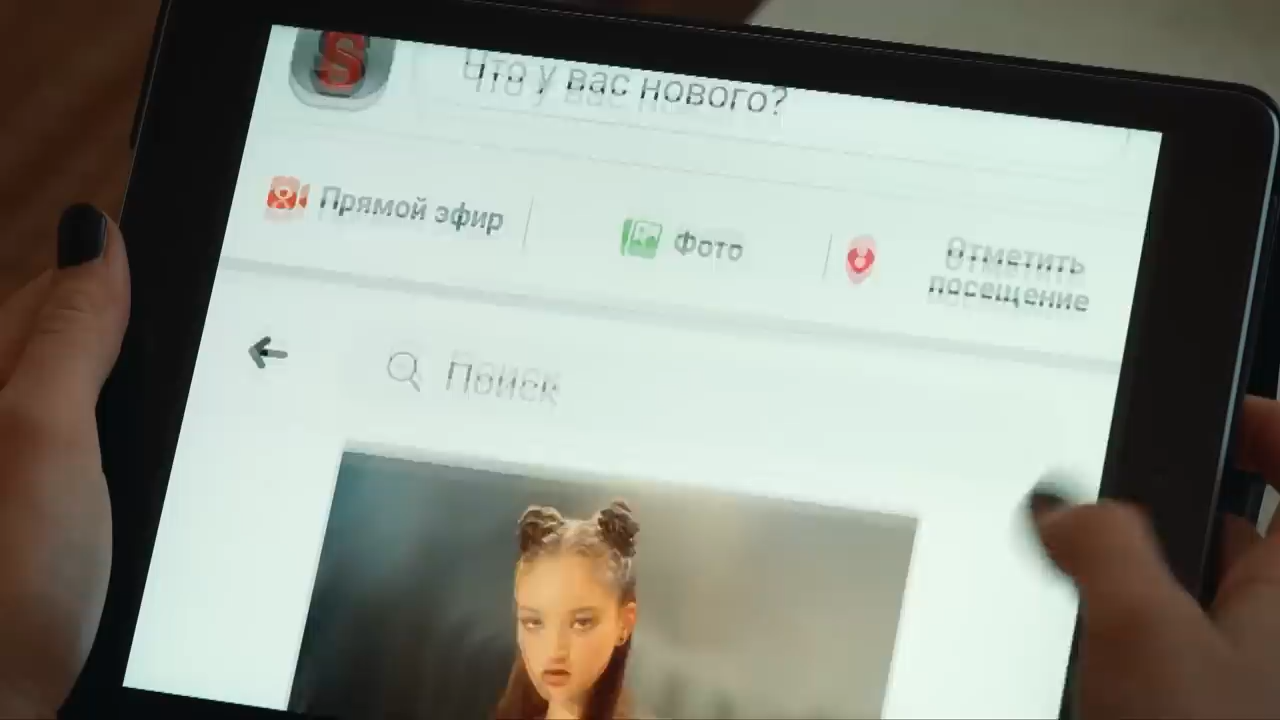 S
Что у вас нового?
Прямой эфир
Фото
Отметить
посещение
Поиск